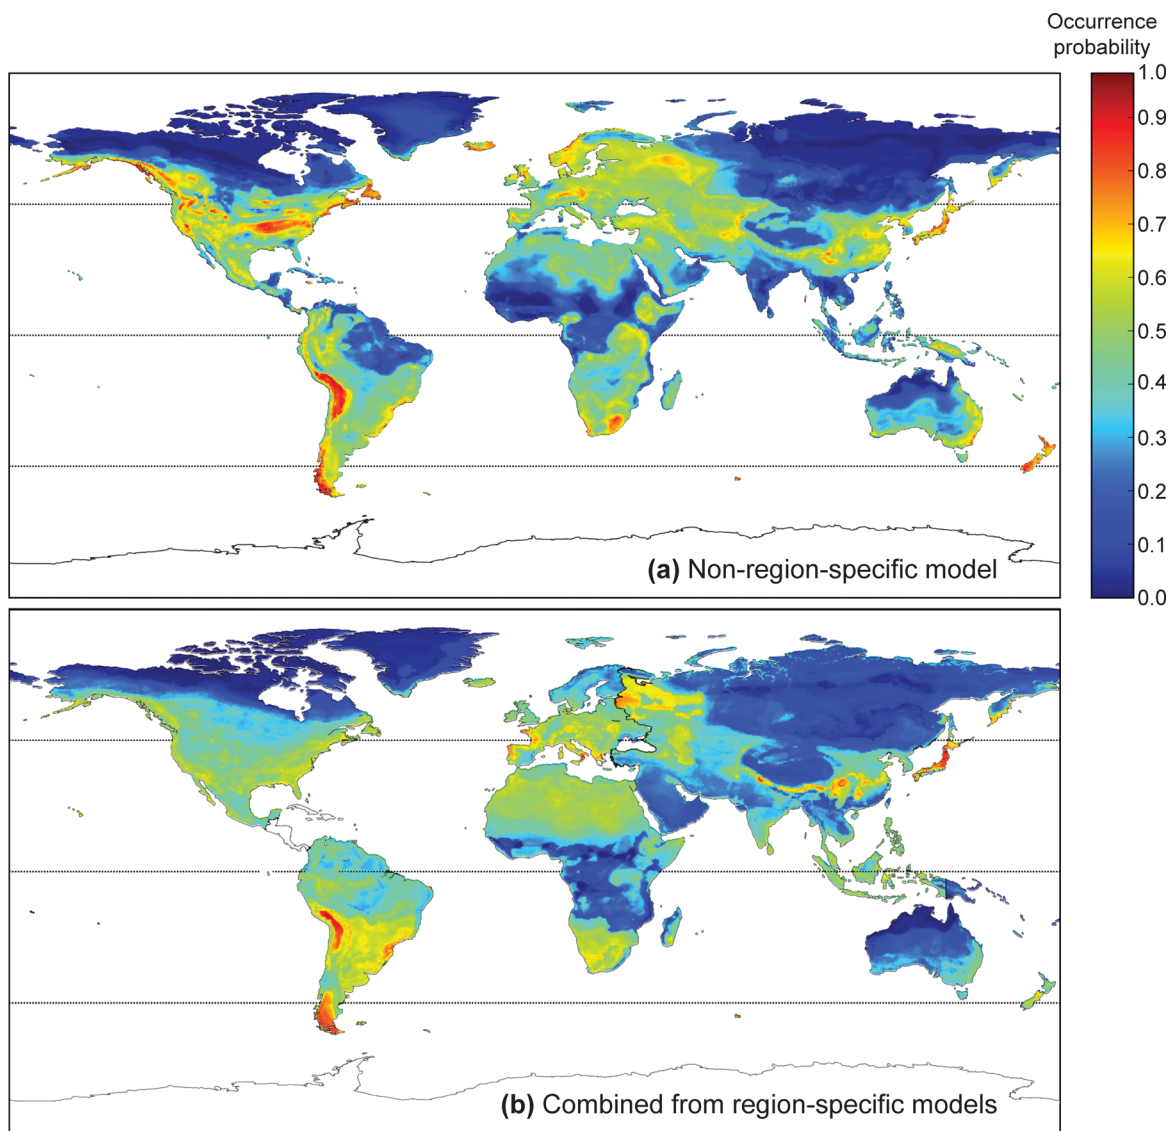 Occurrence
probability
1.0
0.9
0.8
0.7
0.6
0.5
0.4
0.3
0.2
0.1
0.0
(a) Non-region-specific model
(b) Combined from region-specific models